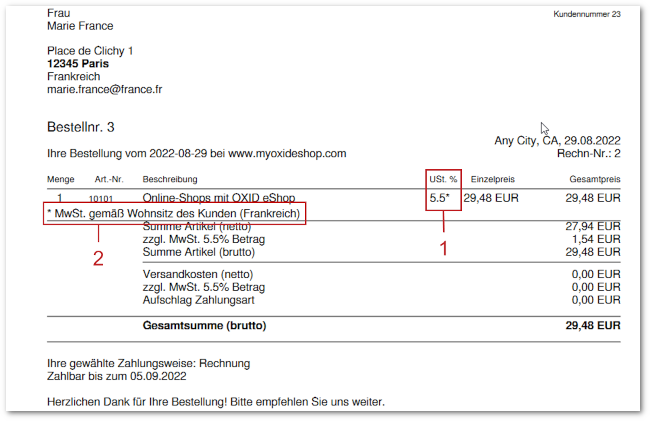 Frau
Marie France
Kundennummer 23
Place de Clichy 1
12345 Paris
Frankreich
marie.france@france.fr
Bestellnr. 3
Any City, CA, 29.08.2022
Ihre Bestellung vom 2022-08-29 bei www.myoxideshop.com
Rechn-Nr.: 2
Menge Art.-Nr. Beschreibung USt. % Einzelpreis Gesamtpreis
1 10101 Online-Shops mit OXID eShop 5.5* 29,48 EUR 29,48 EUR
* MwSt. gemäß Wohnsitz des Kunden (Frankreich)
Summe Artikel (netto) 27,94 EUR
zzgl. MwSt. 5.5% Betrag 1,54 EUR
Summe Artikel (brutto) 29,48 EUR
1
2
Versandkosten (netto) 0,00 EUR
zzgl. MwSt. 5.5% Betrag 0,00 EUR
Aufschlag Zahlungsart 0,00 EUR
Gesamtsumme (brutto) 29,48 EUR
Ihre gewählte Zahlungsweise: Rechnung
Zahlbar bis zum 05.09.2022
Herzlichen Dank für Ihre Bestellung! Bitte empfehlen Sie uns weiter.